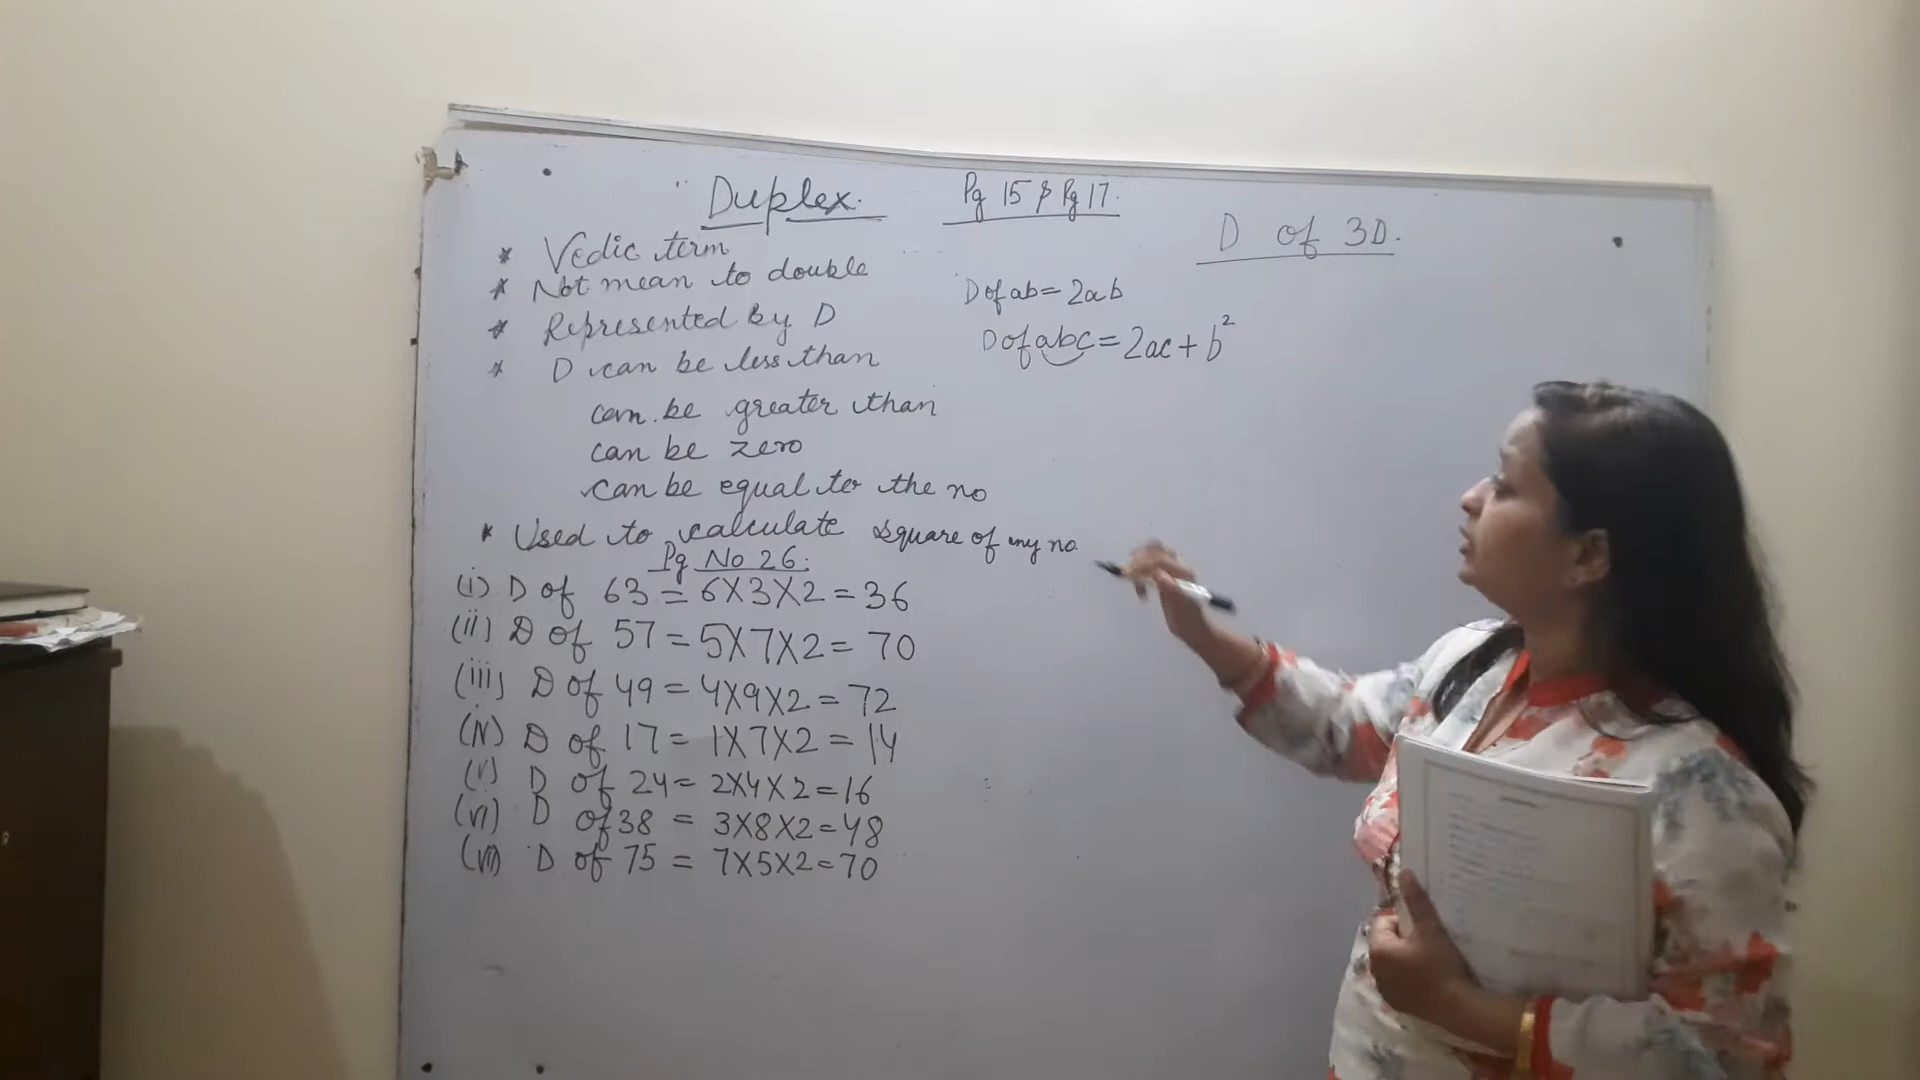 Duplex.
Pg 15 & Pg 17.
* Vedic term
* Not mean to double
* Represented by D
* D can be less than
can be greater than
can be zero
can be equal to the no
* Used to calculate square of any no.
Pg No 26:
(i) D of 63 = 6X3X2 = 36
(ii) D of 57 = 5X7X2 = 70
(iii) D of 49 = 4X9X2 = 72
(iv) D of 17 = 1X7X2 = 14
(v) D of 24 = 2X4X2 = 16
(vi) D of 38 = 3X8X2 = 48
(vii) D of 75 = 7X5X2 = 70
D of 3D.
D of ab = 2ab
D of abc = 2ac + b²